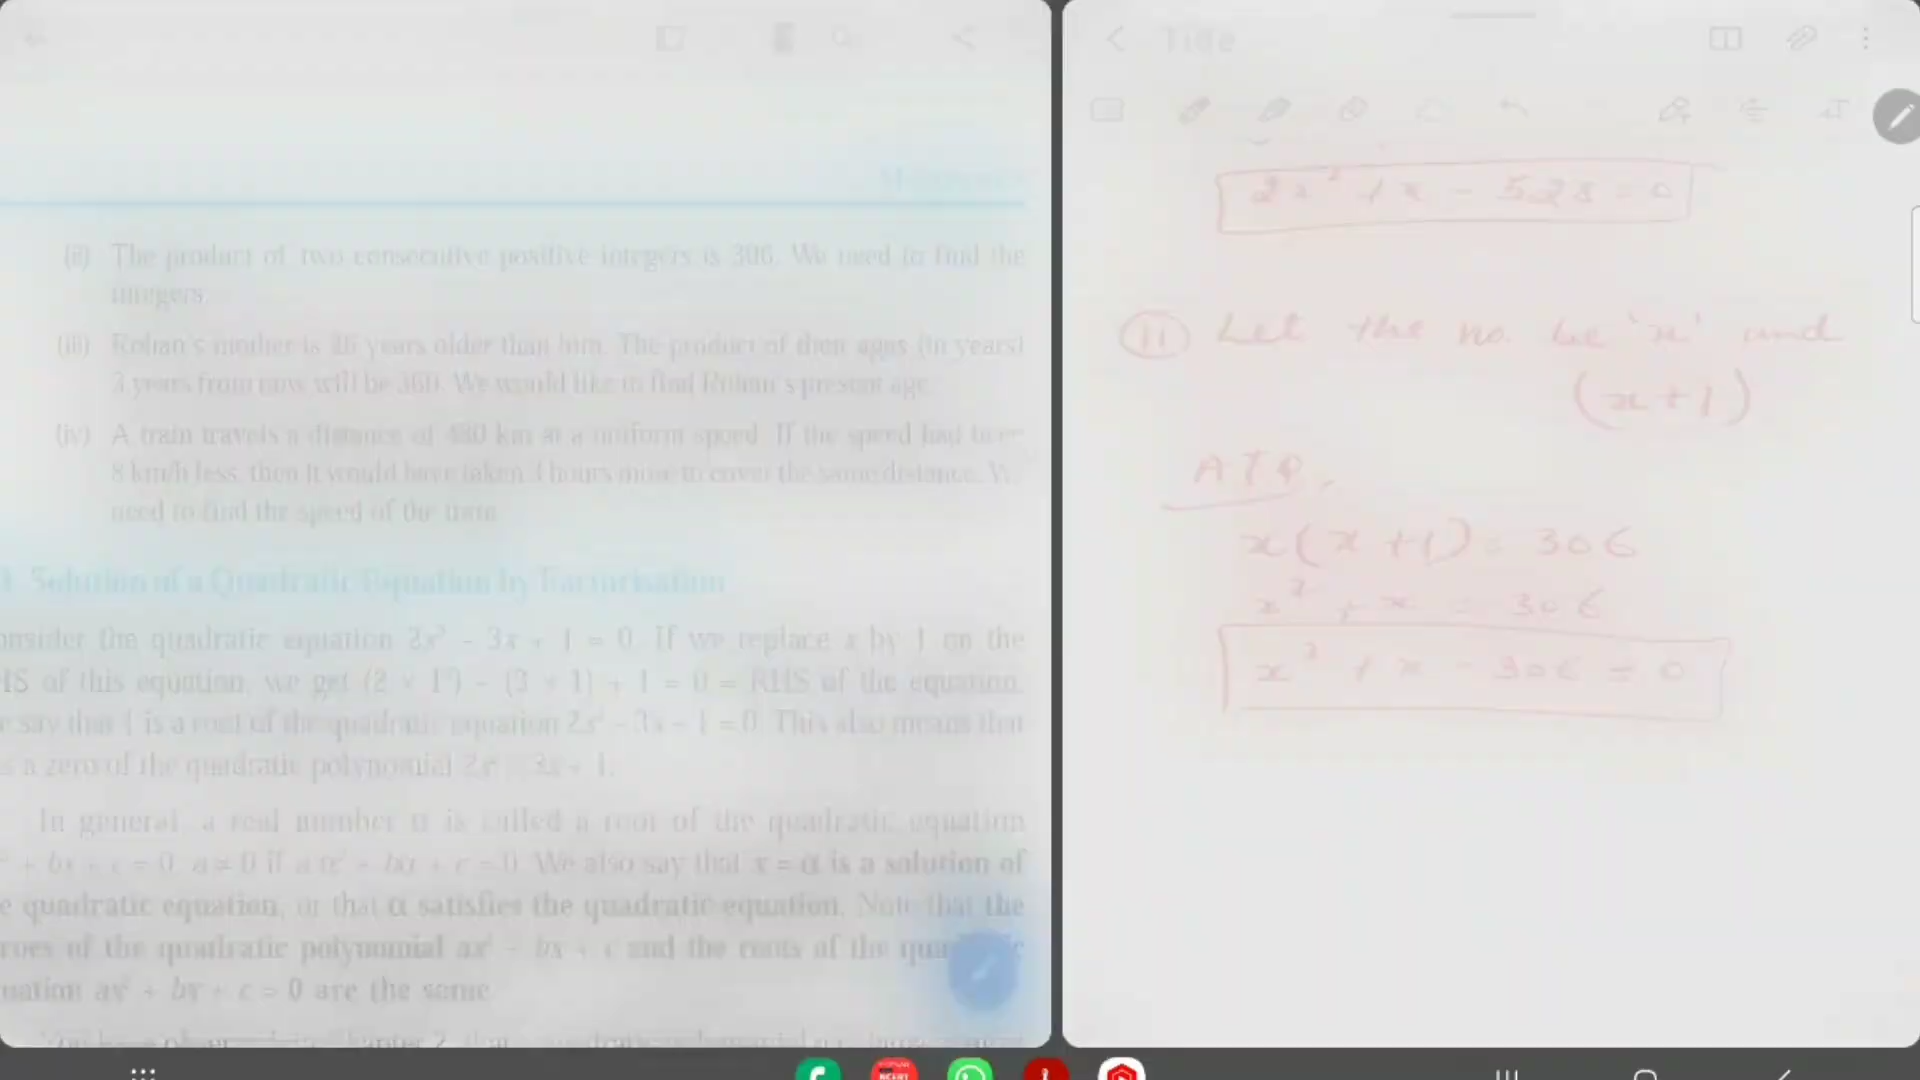 (ii) The product of two consecutive positive integers is 306. We need to find the
integers.
(iii) Rohan's mother is 26 years older than him. The product of their ages (in years)
3 years from now will be 360. We would like to find Rohan's present age.
(iv) A train travels a distance of 480 km at a uniform speed. If the speed had been
8 km/h less, then it would have taken 3 hours more to cover the same distance. We
need to find the speed of the train.
Solution of a Quadratic Equation by Factorisation
onsider the quadratic equation 2x² – 3x + 1 = 0. If we replace x by 1 on the
HS of this equation, we get (2 × 1²) – (3 × 1) + 1 = 0 = RHS of the equation.
e say that 1 is a root of the quadratic equation 2x² – 3x + 1 = 0. This also means that
s a zero of the quadratic polynomial 2x² – 3x + 1.
In general, a real number α is called a root of the quadratic equation
+ bx + c = 0, a ≠ 0 if a α² + bα + c = 0. We also say that x = α is a solution of
e quadratic equation, or that α satisfies the quadratic equation. Note that the
roes of the quadratic polynomial ax² + bx + c and the roots of the
uation ax² + bx + c = 0 are the same.
Title
2x² + x - 528 = 0
(ii) Let the no. be 'x' and
(x+1)
ATQ,
x(x+1) = 306
x² + x = 306
x² + x - 306 = 0